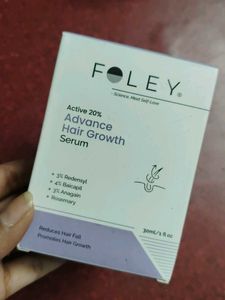 FOLEY®
Science, Meet Self-Love
Active 20%
Advance
Hair Growth
Serum
• 3% Redensyl
• 4% Baicapil
• 3% Anagain
• Rosemary
Reduces Hair Fall
Promotes Hair Growth
30ml/1 fl oz